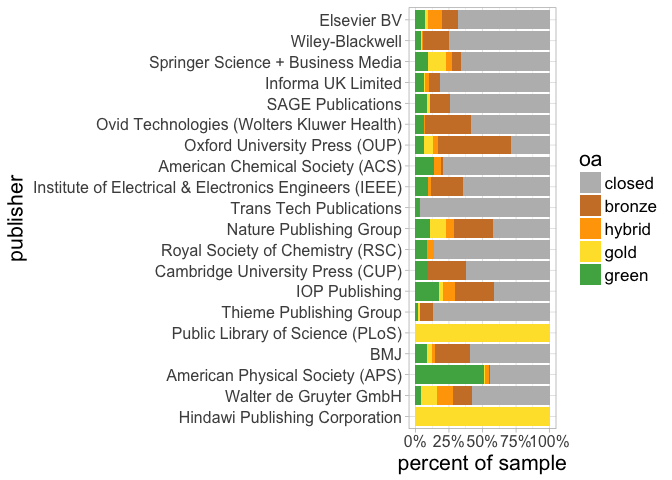 Elsevier BV
Wiley-Blackwell
Springer Science + Business Media
Informa UK Limited
SAGE Publications
Ovid Technologies (Wolters Kluwer Health)
Oxford University Press (OUP)
American Chemical Society (ACS)
Institute of Electrical & Electronics Engineers (IEEE)
Trans Tech Publications
Nature Publishing Group
Royal Society of Chemistry (RSC)
Cambridge University Press (CUP)
IOP Publishing
Thieme Publishing Group
Public Library of Science (PLoS)
BMJ
American Physical Society (APS)
Walter de Gruyter GmbH
Hindawi Publishing Corporation
publisher
0% 25% 50% 75% 100%
percent of sample
oa
closed
bronze
hybrid
gold
green